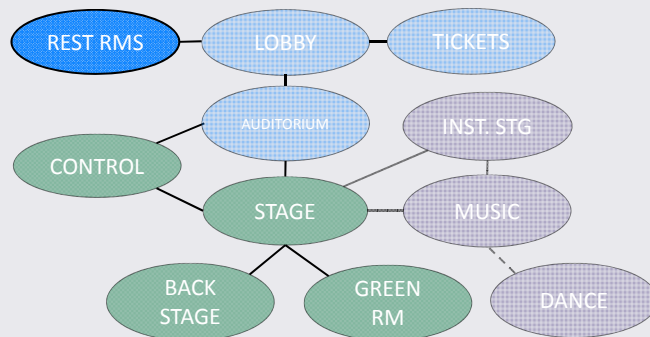 REST RMS
LOBBY
TICKETS
AUDITORIUM
INST. STG
CONTROL
STAGE
MUSIC
BACK
STAGE
GREEN
RM
DANCE